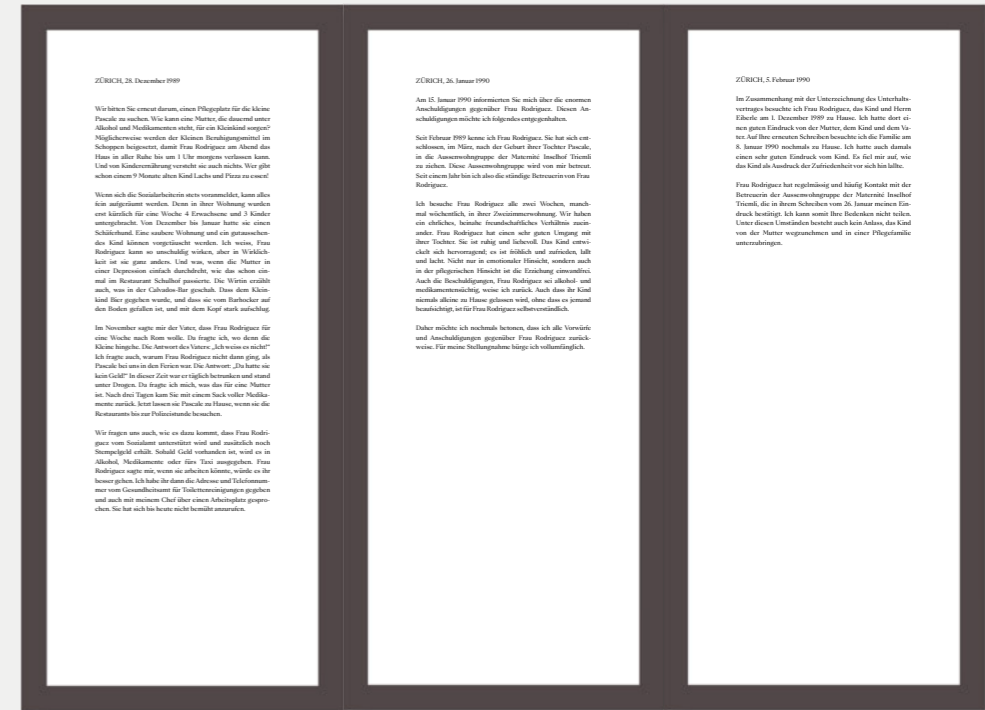 ZÜRICH, 28. Dezember 1989
Wir bitten Sie erneut darum, einen Pflegeplatz für die kleine
Pascale zu suchen. Wie kann eine Mutter, die dauernd unter
Alkohol und Medikamenten steht, für ein Kleinkind sorgen?
Möglicherweise werden der Kleinen Beruhigungsmittel im
Schoppen beigesetzt, damit Frau Rodriguez am Abend das
Haus in aller Ruhe bis um 1 Uhr morgens verlassen kann.
Und von Kinderernährung versteht sie auch nichts. Wer gibt
schon einem 9 Monate alten Kind Lachs und Pizza zu essen!
Wenn sich die Sozialarbeiterin stets voranmeldet, kann alles
fein aufgeräumt werden. Denn in ihrer Wohnung wurden
erst kürzlich für eine Woche 4 Erwachsene und 3 Kinder
untergebracht. Von Dezember bis Januar hatte sie einen
Schäferhund. Eine saubere Wohnung und ein gutaussehen-
des Kind können vorgetäuscht werden. Ich weiss, Frau
Rodriguez kann so unschuldig wirken, aber in Wirklich-
keit ist sie ganz anders. Und was, wenn die Mutter in
einer Depression einfach durchdreht, wie das schon ein-
mal im Restaurant Schulhof passierte. Die Wirtin erzählt
auch, was in der Calvados-Bar geschah. Dass dem Klein-
kind Bier gegeben wurde, und dass sie vom Barhocker auf
den Boden gefallen ist, und mit dem Kopf stark aufschlug.
Im November sagte mir der Vater, dass Frau Rodriguez für
eine Woche nach Rom wolle. Da fragte ich, wo denn die
Kleine hingehe. Die Antwort des Vaters: „Ich weiss es nicht!“
Ich fragte auch, warum Frau Rodriguez nicht dann ging, als
Pascale bei uns in den Ferien war. Die Antwort: „Da hatte sie
kein Geld!“ In dieser Zeit war er täglich betrunken und stand
unter Drogen. Da fragte ich mich, was das für eine Mutter
ist. Nach drei Tagen kam Sie mit einem Sack voller Medika-
mente zurück. Jetzt lassen sie Pascale zu Hause, wenn sie die
Restaurants bis zur Polizeistunde besuchen.
Wir fragen uns auch, wie es dazu kommt, dass Frau Rodri-
guez vom Sozialamt unterstützt wird und zusätzlich noch
Stempelgeld erhält. Sobald Geld vorhanden ist, wird es in
Alkohol, Medikamente oder fürs Taxi ausgegeben. Frau
Rodriguez sagte mir, wenn sie arbeiten könnte, würde es ihr
besser gehen. Ich habe ihr dann die Adresse und Telefonnum-
mer vom Gesundheitsamt für Toilettenreinigungen gegeben
und auch mit meinem Chef über einen Arbeitsplatz gespro-
chen. Sie hat sich bis heute nicht bemüht anzurufen.
ZÜRICH, 26. Januar 1990
Am 15. Januar 1990 informierten Sie mich über die enormen
Anschuldigungen gegenüber Frau Rodriguez. Diesen An-
schuldigungen möchte ich folgendes entgegenhalten.
Seit Februar 1989 kenne ich Frau Rodriguez. Sie hat sich ent-
schlossen, im März, nach der Geburt ihrer Tochter Pascale,
in die Aussenwohngruppe der Maternité Inselhof Triemli
zu ziehen. Diese Aussenwohngruppe wird von mir betreut.
Seit einem Jahr bin ich also die ständige Betreuerin von Frau
Rodriguez.
Ich besuche Frau Rodriguez alle zwei Wochen, manch-
mal wöchentlich, in ihrer Zweizimmerwohnung. Wir haben
ein ehrliches, beinahe freundschaftliches Verhältnis zuein-
ander. Frau Rodriguez hat einen sehr guten Umgang mit
ihrer Tochter. Sie ist ruhig und liebevoll. Das Kind entwi-
ckelt sich hervorragend; es ist fröhlich und zufrieden, lallt
und lacht. Nicht nur in emotionaler Hinsicht, sondern auch
in der pflegerischen Hinsicht ist die Erziehung einwandfrei.
Auch die Beschuldigungen, Frau Rodriguez sei alkohol- und
medikamentensüchtig, weise ich zurück. Auch dass ihr Kind
niemals alleine zu Hause gelassen wird, ohne dass es jemand
beaufsichtigt, ist für Frau Rodriguez selbstverständlich.
Daher möchte ich nochmals betonen, dass ich alle Vorwürfe
und Anschuldigungen gegenüber Frau Rodriguez zurück-
weise. Für meine Stellungnahme bürge ich vollumfänglich.
ZÜRICH, 5. Februar 1990
Im Zusammenhang mit der Unterzeichnung des Unterhalts-
vertrages besuchte ich Frau Rodriguez, das Kind und Herrn
Eiberle am 1. Dezember 1989 zu Hause. Ich hatte dort ei-
nen guten Eindruck von der Mutter, dem Kind und dem Va-
ter. Auf Ihre erneuten Schreiben besuchte ich die Familie am
8. Januar 1990 nochmals zu Hause. Ich hatte auch damals
einen sehr guten Eindruck vom Kind. Es fiel mir auf, wie
das Kind als Ausdruck der Zufriedenheit vor sich hin lallte.
Frau Rodriguez hat regelmässig und häufig Kontakt mit der
Betreuerin der Aussenwohngruppe der Maternité Inselhof
Triemli, die in ihrem Schreiben vom 26. Januar meinen Ein-
druck bestätigt. Ich kann somit Ihre Bedenken nicht teilen.
Unter diesen Umständen besteht auch kein Anlass, das Kind
von der Mutter wegzunehmen und in einer Pflegefamilie
unterzubringen.